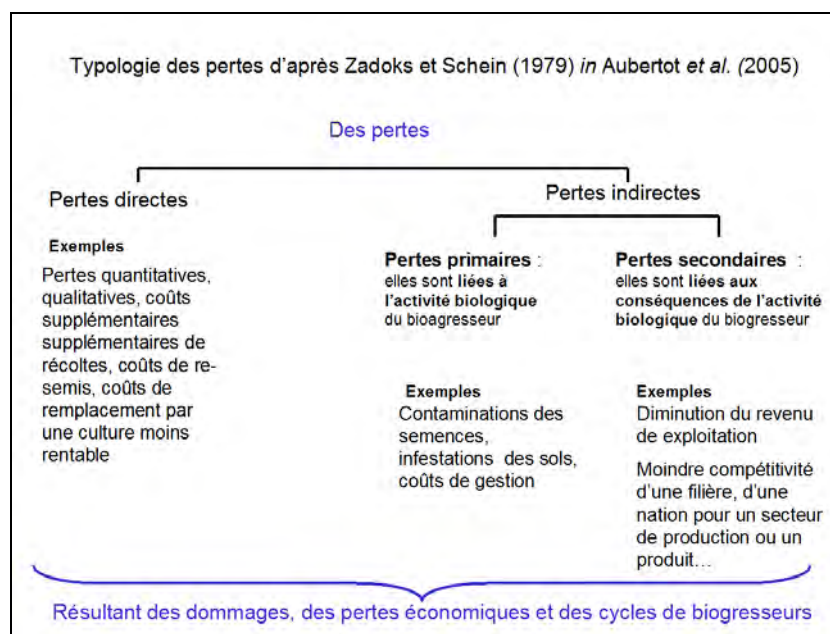 Typologie des pertes d'après Zadoks et Schein (1979) in Aubertot et al. (2005)
Des pertes
Pertes directes
Exemples
Pertes quantitatives,
qualitatives, coûts
supplémentaires
supplémentaires de
récoltes, coûts de re-
semis, coûts de
remplacement par
une culture moins
rentable
Pertes indirectes
Pertes primaires :
elles sont liées à
l'activité biologique
du bioagresseur
Exemples
Contaminations des
semences,
infestations des sols,
coûts de gestion
Pertes secondaires :
elles sont liées aux
conséquences de l'activité
biologique du biogresseur
Exemples
Diminution du revenu
de exploitation
Moindre compétitivité
d'une filière, d'une
nation pour un secteur
de production ou un
produit…
Résultant des dommages, des pertes économiques et des cycles de biogresseurs